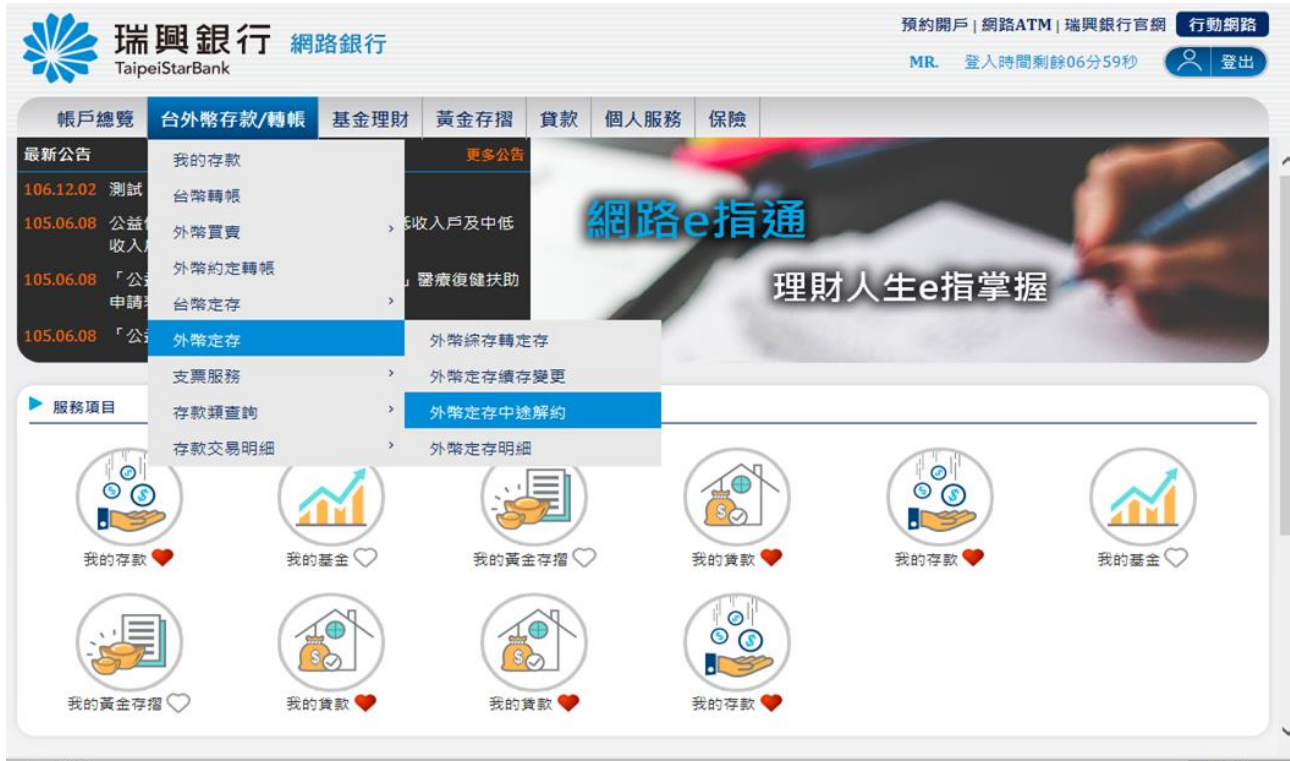 瑞興銀行 網路銀行
TaipeiStarBank
預約開戶 | 網路ATM | 瑞興銀行官網 行動網路
MR. 登入時間剩餘06分59秒 登出
帳戶總覽 台外幣存款/轉帳 基金理財 黃金存摺 貸款 個人服務 保險
最新公告 更多公告
106.12.02 測試
105.06.08 公益 收入戶及中低
收入
105.06.08 「公 」醫療復健扶助
申請
105.06.08 「公
我的存款
台幣轉帳
外幣買賣 ›
外幣約定轉帳
台幣定存 ›
外幣定存
支票服務 ›
存款類查詢 ›
存款交易明細 ›
外幣綜存轉定存
外幣定存續存變更
外幣定存中途解約
外幣定存明細
網路e指通
理財人生e指掌握
服務項目
我的存款 我的基金 我的黃金存摺 我的貸款 我的存款 我的基金
我的黃金存摺 我的貸款 我的貸款 我的存款